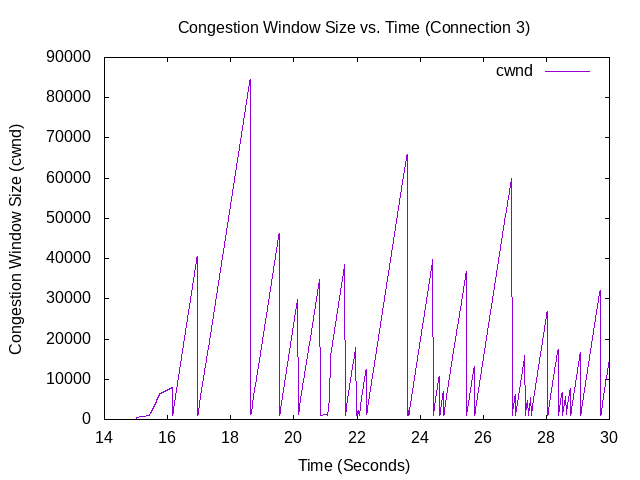 Congestion Window Size vs. Time (Connection 3)
90000
80000
70000
60000
50000
40000
30000
20000
10000
0
Congestion Window Size (cwnd)
cwnd
14 16 18 20 22 24 26 28 30
Time (Seconds)